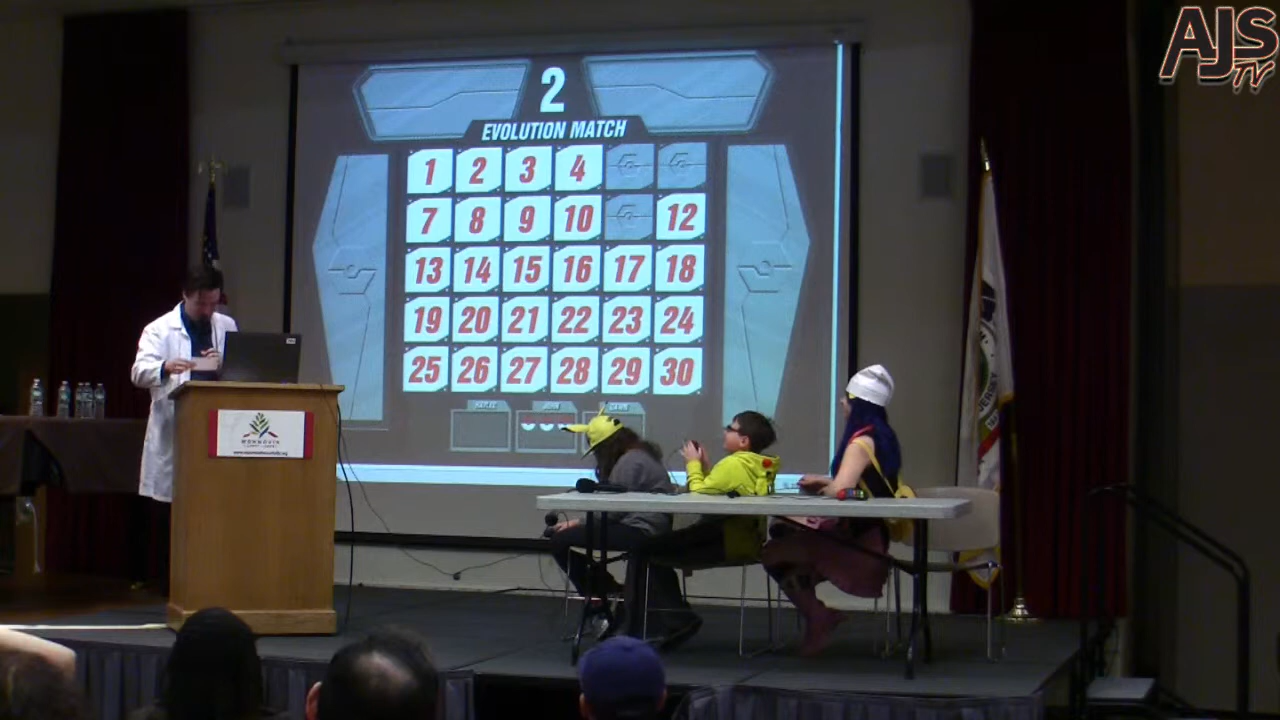 AJS
TV
2
EVOLUTION MATCH
1 2 3 4
7 8 9 10 12
13 14 15 16 17 18
19 20 21 22 23 24
25 26 27 28 29 30
JOHN
MONROVIA